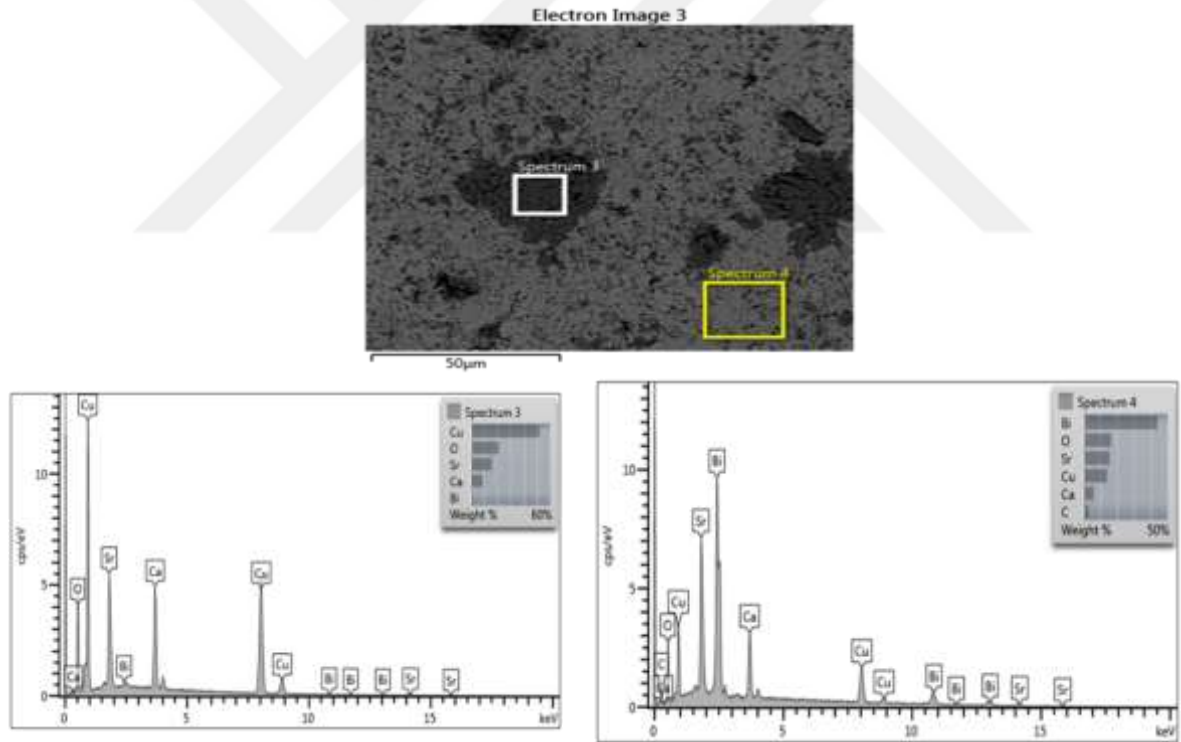 Electron Image 3
Spectrum 3
Spectrum 4
50µm
Cu
O
Sr
Ca
Cu
Ca
Bi
Cu
Bi
Bi
Bi
Sr
Sr
10
5
0
cps/eV
0
5
10
15
keV
Spectrum 3
Cu
O
Sr
Ca
Bi
Weight %
60%
Bi
Sr
Cu
O
C
Ca
Ca
Cu
Cu
Bi
Bi
Bi
Sr
Sr
10
5
0
cps/eV
0
5
10
15
keV
Spectrum 4
Bi
O
Sr
Cu
Ca
C
Weight %
50%